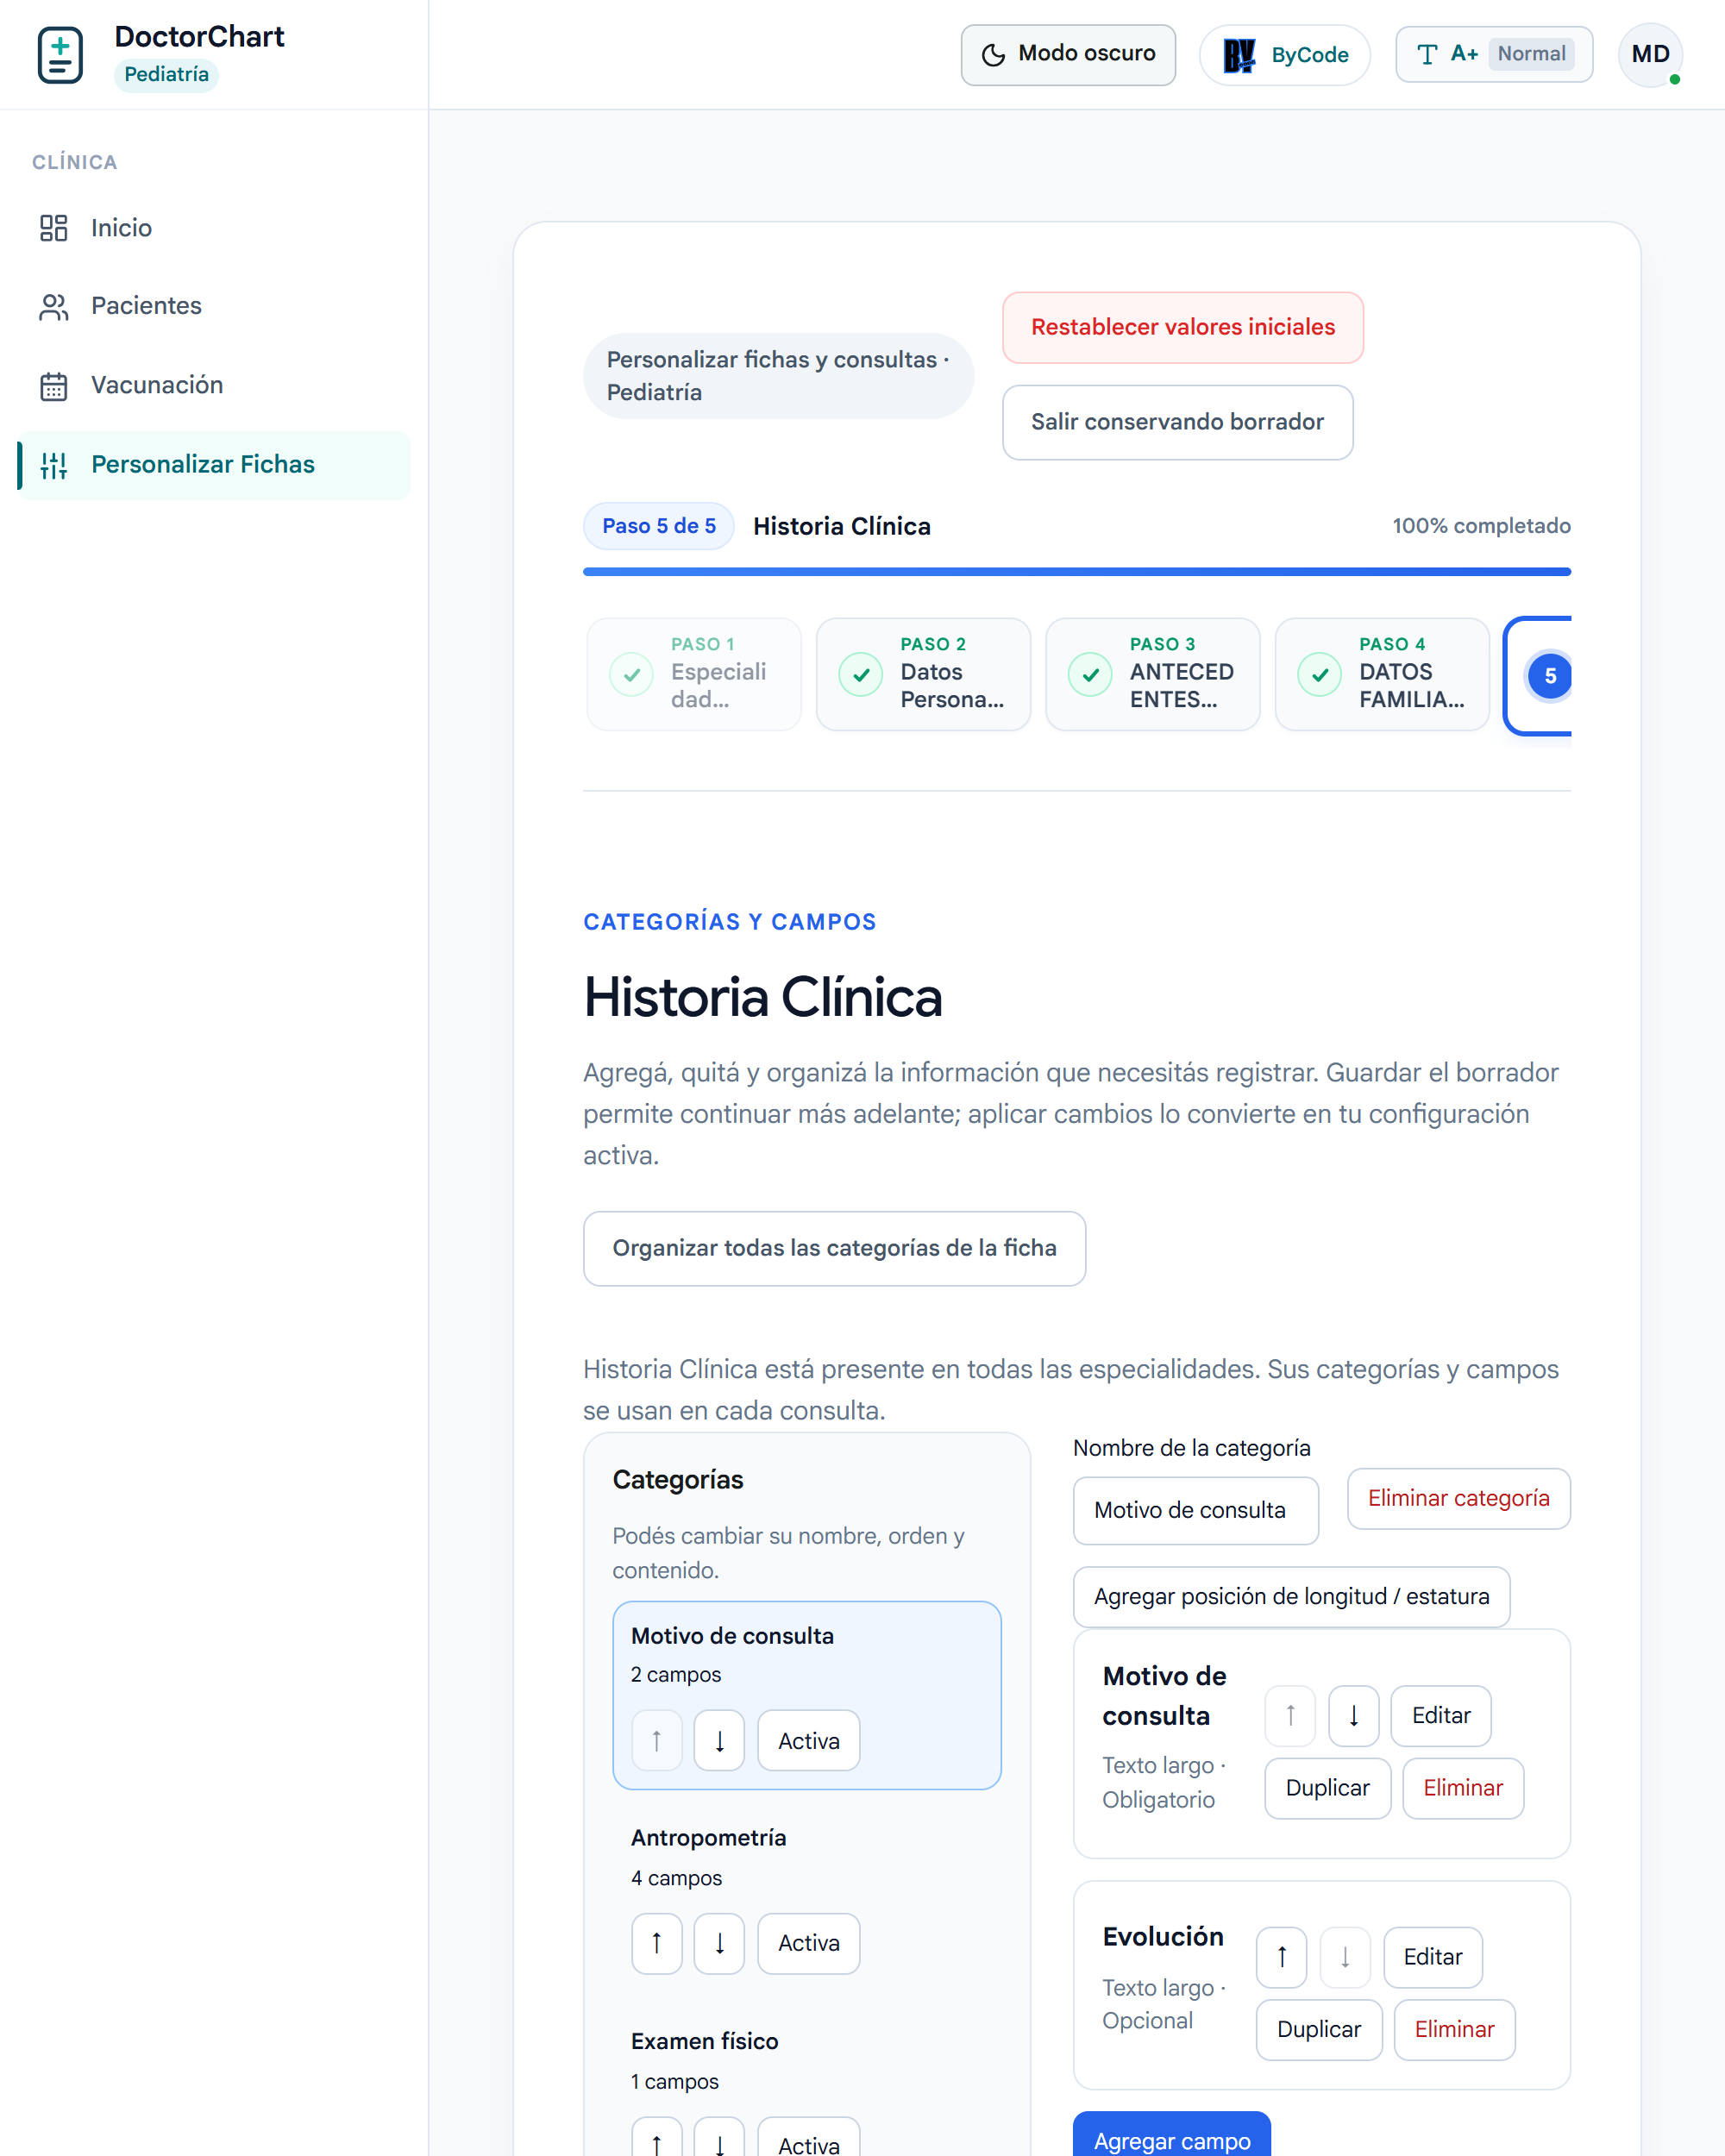 DoctorChart
Pediatría
Modo oscuro
BY
ByCode
A+ Normal
MD
CLÍNICA
Inicio
Pacientes
Vacunación
Personalizar Fichas
Personalizar fichas y consultas ·
Pediatría
Restablecer valores iniciales
Salir conservando borrador
Paso 5 de 5
Historia Clínica
100% completado
PASO 1
Especiali
dad...
PASO 2
Datos
Persona...
PASO 3
ANTECED
ENTES...
PASO 4
DATOS
FAMILIA...
5
CATEGORÍAS Y CAMPOS
Historia Clínica
Agregá, quitá y organizá la información que necesitás registrar. Guardar el borrador
permite continuar más adelante; aplicar cambios lo convierte en tu configuración
activa.
Organizar todas las categorías de la ficha
Historia Clínica está presente en todas las especialidades. Sus categorías y campos
se usan en cada consulta.
Categorías
Podés cambiar su nombre, orden y
contenido.
Motivo de consulta
2 campos
↑ ↓ Activa
Antropometría
4 campos
↑ ↓ Activa
Examen físico
1 campos
↑ ↓ Activa
Nombre de la categoría
Motivo de consulta
Eliminar categoría
Agregar posición de longitud / estatura
Motivo de
consulta
Texto largo ·
Obligatorio
↑ ↓ Editar
Duplicar Eliminar
Evolución
Texto largo ·
Opcional
↑ ↓ Editar
Duplicar Eliminar
Agregar campo